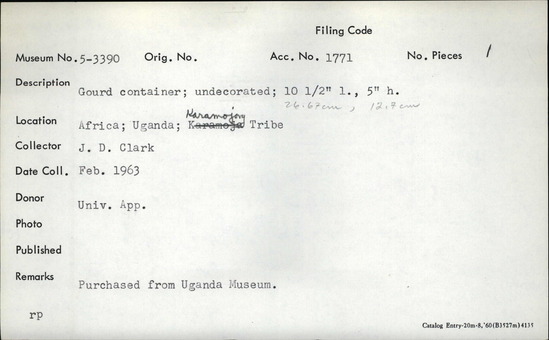 Filing Code
Museum No. 5-3390 Orig. No. Acc. No. 1771 No. Pieces 1
Description Gourd container; undecorated; 10 1/2" l., 5" h.
26.67cm, 12.7cm
Karamojong
Location Africa; Uganda; Karamoja Tribe
Collector J. D. Clark
Date Coll. Feb. 1963
Donor Univ. App.
Photo
Published
Remarks Purchased from Uganda Museum.
rp
Catalog Entry-20m-8,'60(B1527m)4135